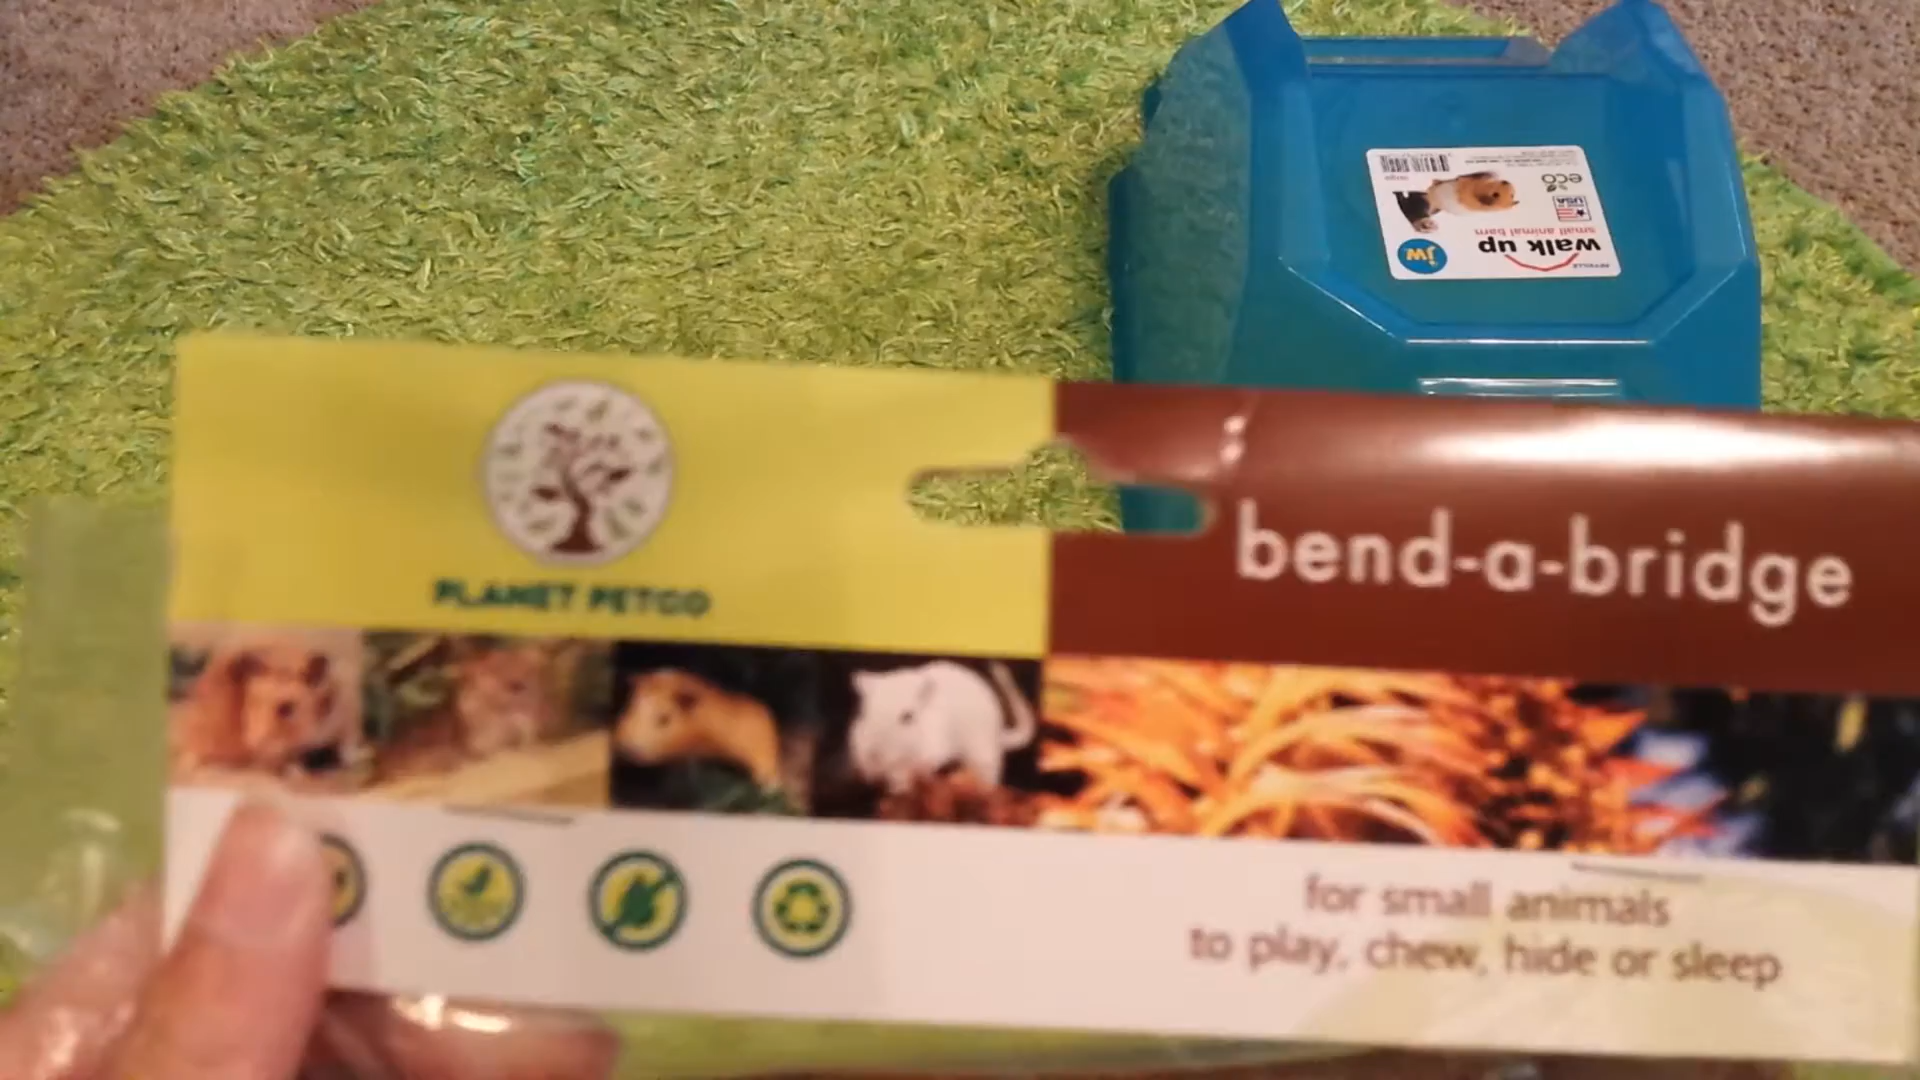 PLANET PETCO
bend-a-bridge
for small animals
to play, chew, hide or sleep
walk up
small animal barn
jw
USA
eco